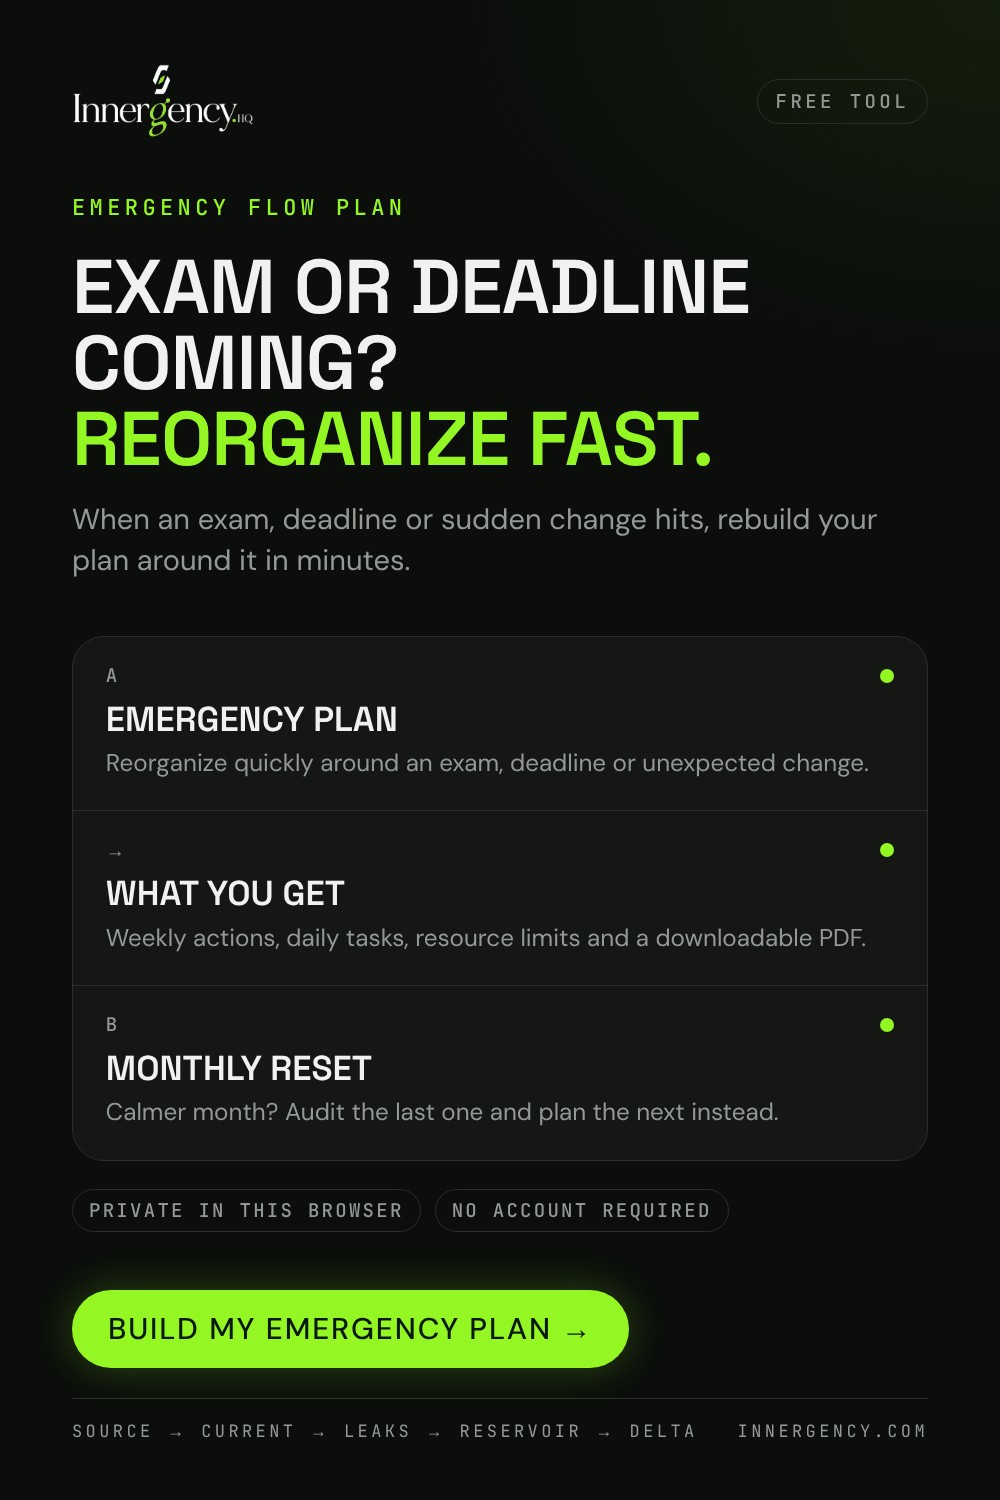 Innergency.HQ
FREE TOOL
EMERGENCY FLOW PLAN
EXAM OR DEADLINE
COMING?
REORGANIZE FAST.
When an exam, deadline or sudden change hits, rebuild your
plan around it in minutes.
A
EMERGENCY PLAN
Reorganize quickly around an exam, deadline or unexpected change.
→
WHAT YOU GET
Weekly actions, daily tasks, resource limits and a downloadable PDF.
B
MONTHLY RESET
Calmer month? Audit the last one and plan the next instead.
PRIVATE IN THIS BROWSER
NO ACCOUNT REQUIRED
BUILD MY EMERGENCY PLAN →
SOURCE → CURRENT → LEAKS → RESERVOIR → DELTA
INNERGENCY.COM